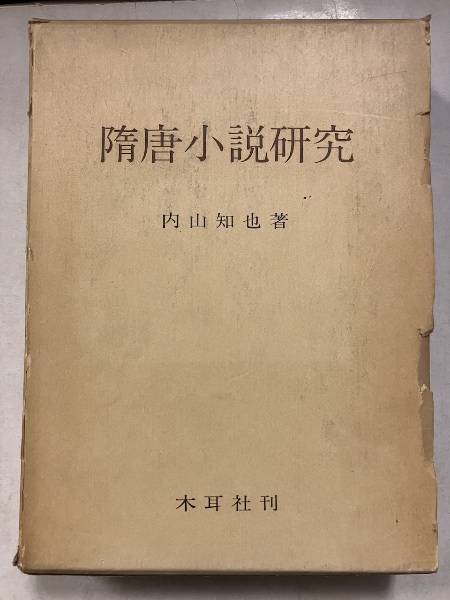 隋唐小説研究
内山知也著
木耳社刊